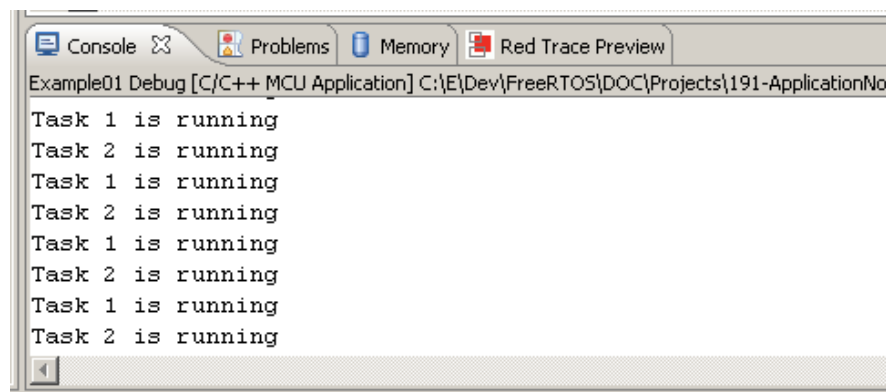 Console Problems Memory Red Trace Preview
Example01 Debug [C/C++ MCU Application] C:\E\Dev\FreeRTOS\DOC\Projects\191-ApplicationNo
Task 1 is running
Task 2 is running
Task 1 is running
Task 2 is running
Task 1 is running
Task 2 is running
Task 1 is running
Task 2 is running